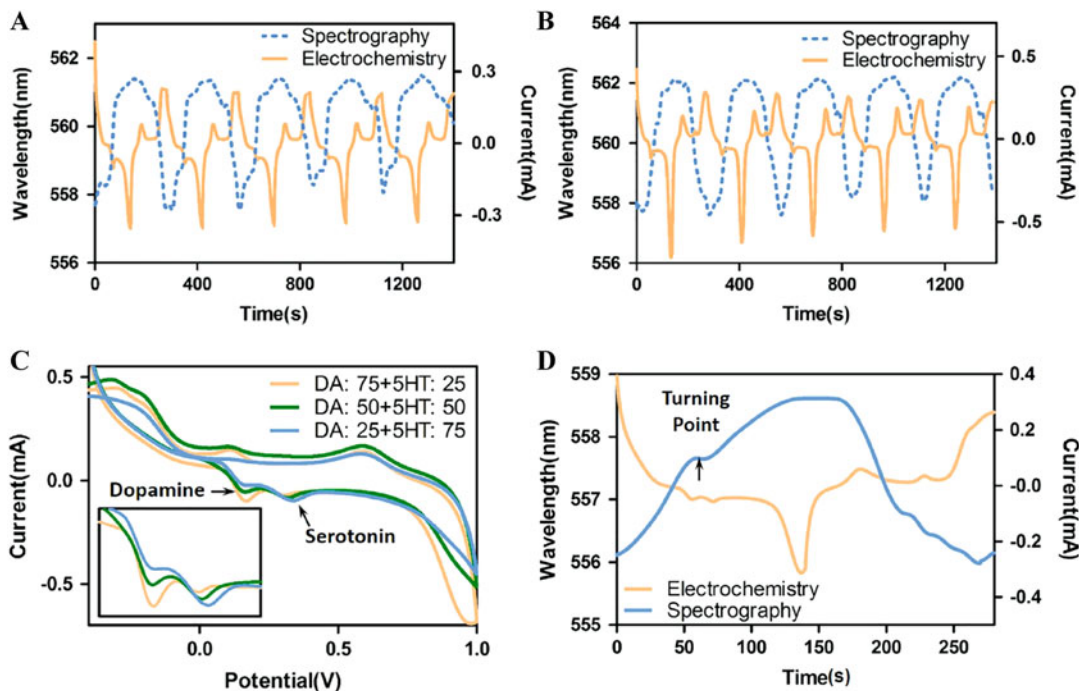 A
Spectrography
Electrochemistry
562
560
558
556
Wavelength(nm)
0.3
0.0
-0.3
Current(mA)
0
400
800
1200
Time(s)
B
Spectrography
Electrochemistry
564
562
560
558
556
Wavelength(nm)
0.5
0.0
-0.5
Current(mA)
0
400
800
1200
Time(s)
C
DA: 75+5HT: 25
DA: 50+5HT: 50
DA: 25+5HT: 75
0.5
0.0
-0.5
Current(mA)
Dopamine
Serotonin
0.0
0.5
1.0
Potential(V)
D
Turning
Point
559
558
557
556
555
Wavelength(nm)
0.4
0.2
-0.0
-0.2
-0.4
Current(mA)
Electrochemistry
Spectrography
0
50
100
150
200
250
Time(s)